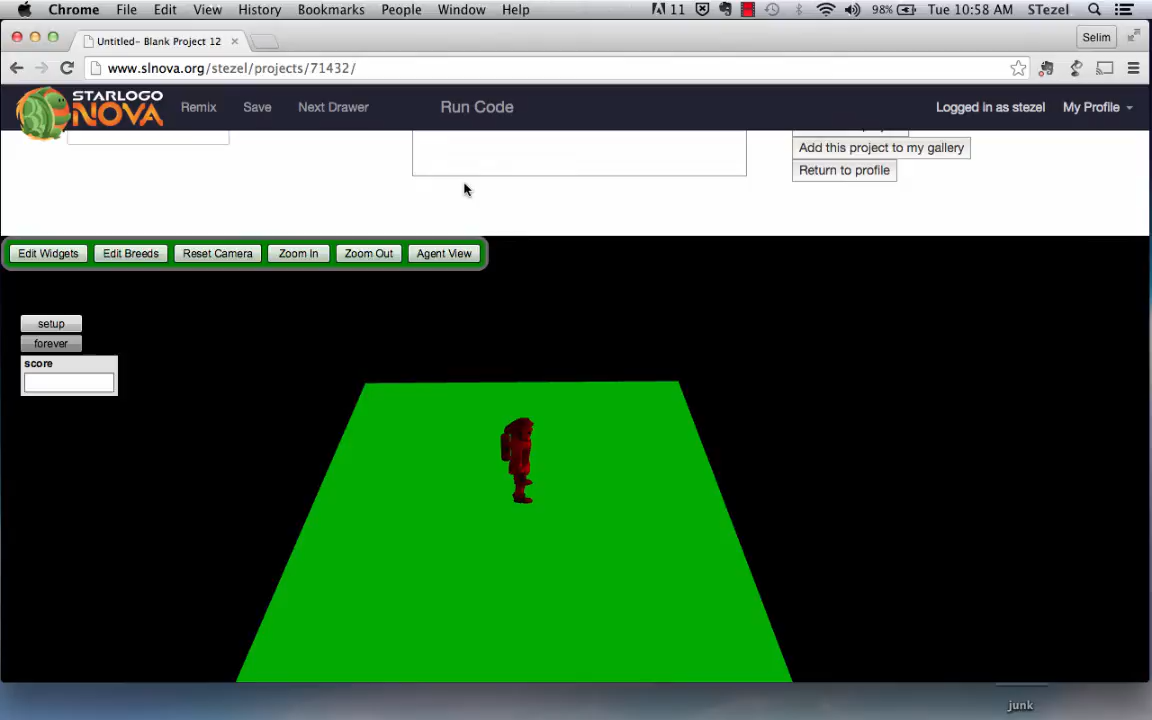 Chrome File Edit View History Bookmarks People Window Help 11 98% Tue 10:58 AM STezel
Untitled- Blank Project 12 Selim
www.slnova.org/stezel/projects/71432/
STARLOGO NOVA Remix Save Next Drawer Run Code Logged in as stezel My Profile
Add this project to my gallery
Return to profile
Edit Widgets Edit Breeds Reset Camera Zoom In Zoom Out Agent View
setup
forever
score
junk